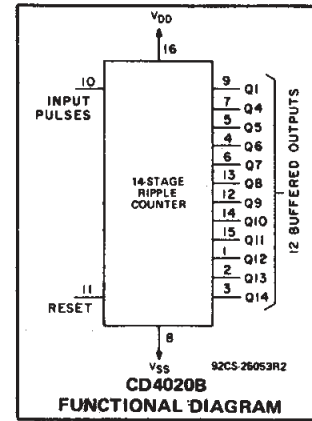 VDD
16
10
INPUT
PULSES
14-STAGE
RIPPLE
COUNTER
9 Q1
7 Q4
5 Q5
4 Q6
6 Q7
13 Q8
12 Q9
14 Q10
15 Q11
1 Q12
2 Q13
3 Q14
12 BUFFERED OUTPUTS
11
RESET
8
VSS
92CS-26053R2
CD4020B
FUNCTIONAL DIAGRAM